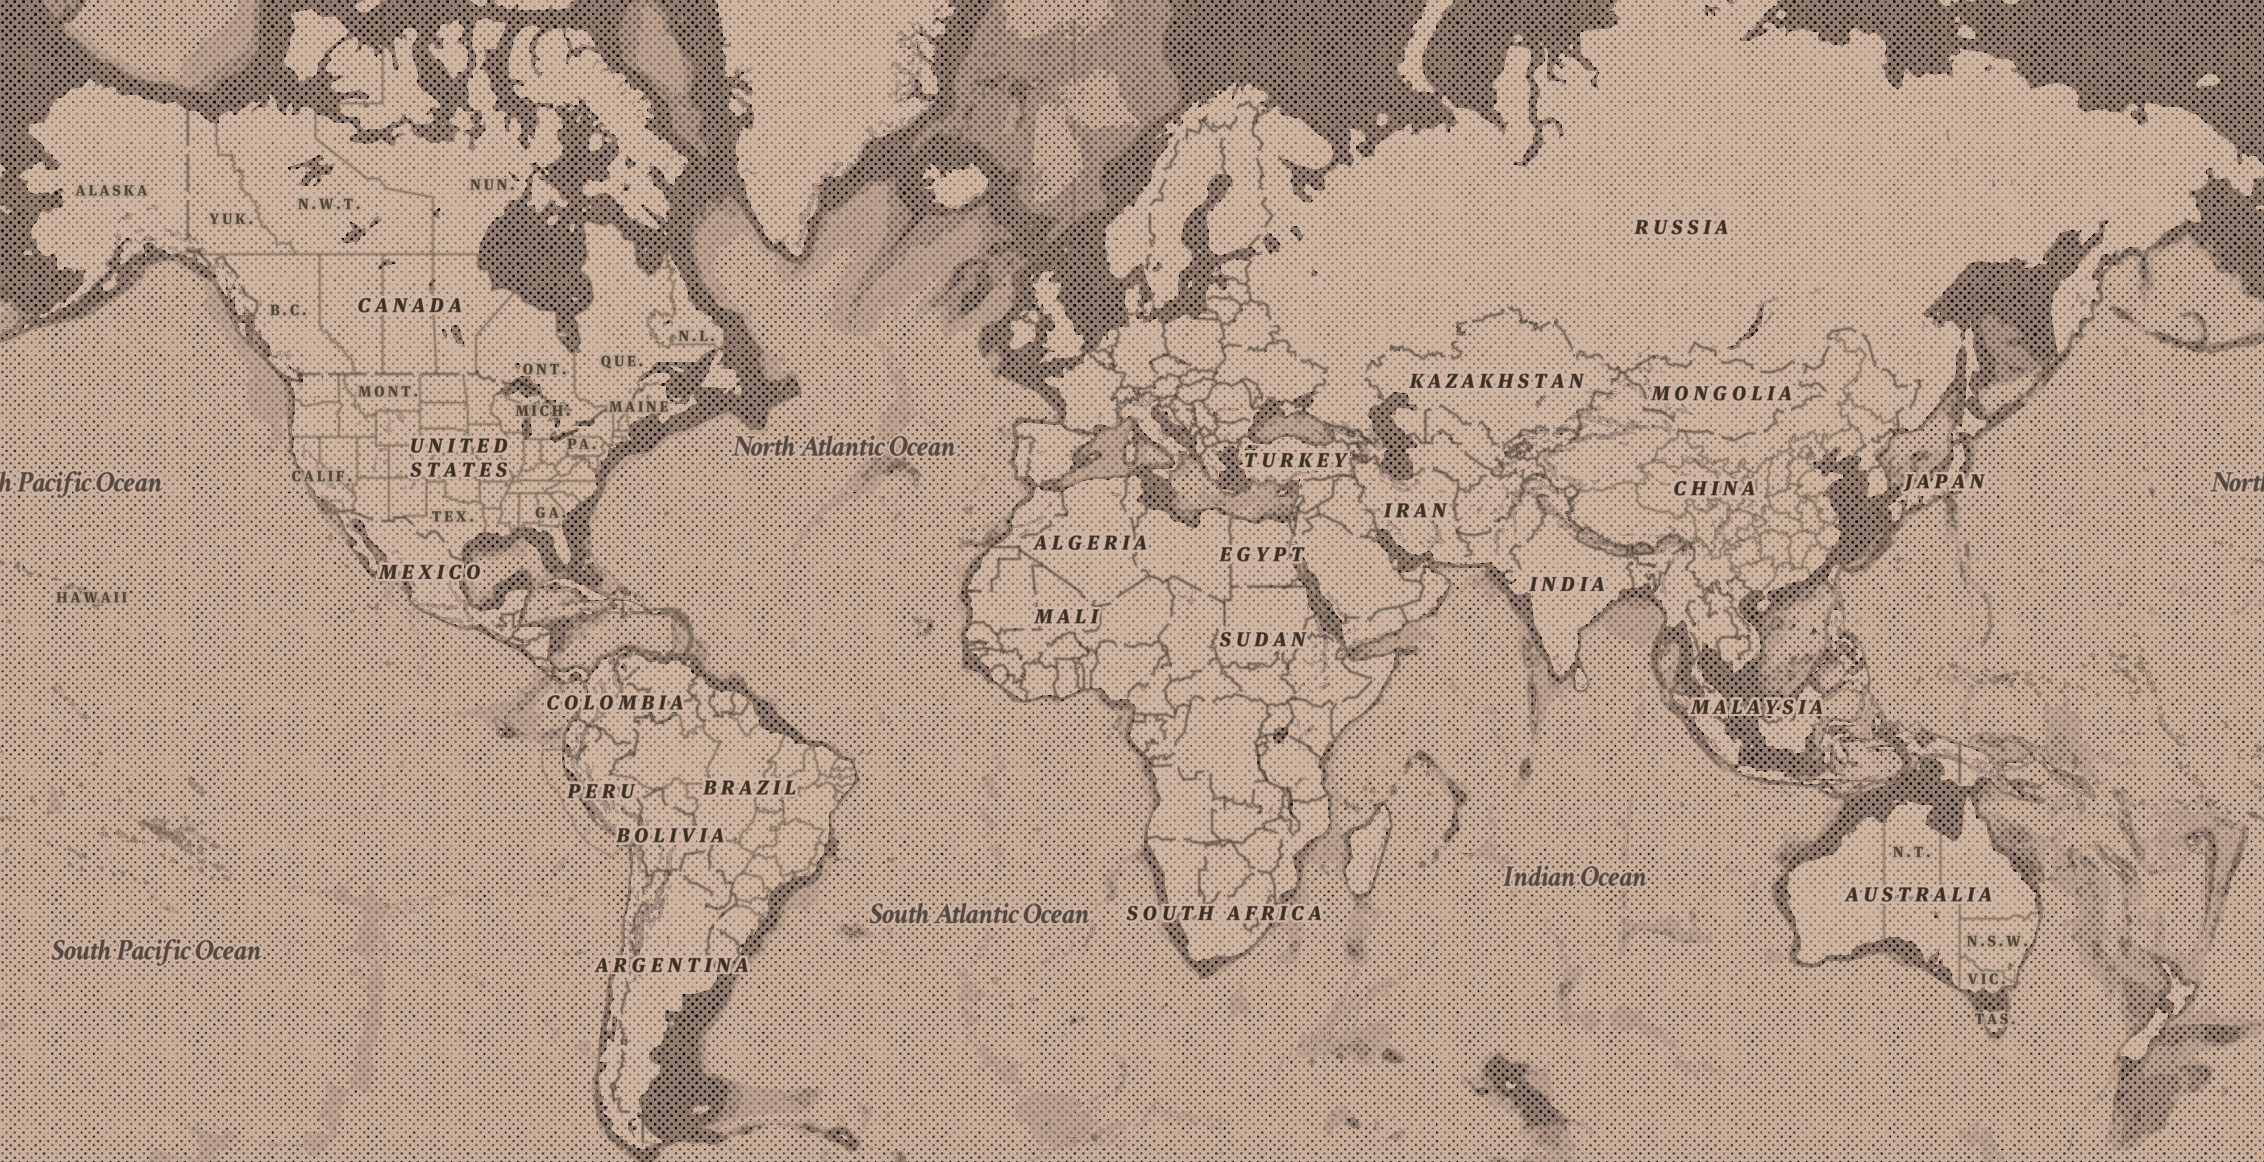 ALASKA
NUN.
N.W.T.
YUK.
RUSSIA
CANADA
B.C.
N.L.
QUE.
ONT.
KAZAKHSTAN
MONT.
MONGOLIA
MICH.
MAINE
UNITED
STATES
PA.
North Atlantic Ocean
TURKEY
CALIF.
h Pacific Ocean
CHINA
JAPAN
Nort
TEX.
GA.
IRAN
ALGERIA
EGYPT
MEXICO
INDIA
HAWAII
MALI
SUDAN
COLOMBIA
MALAYSIA
PERU
BRAZIL
BOLIVIA
N.T.
Indian Ocean
AUSTRALIA
South Atlantic Ocean
SOUTH AFRICA
N.S.W.
South Pacific Ocean
ARGENTINA
VIC.
TAS.